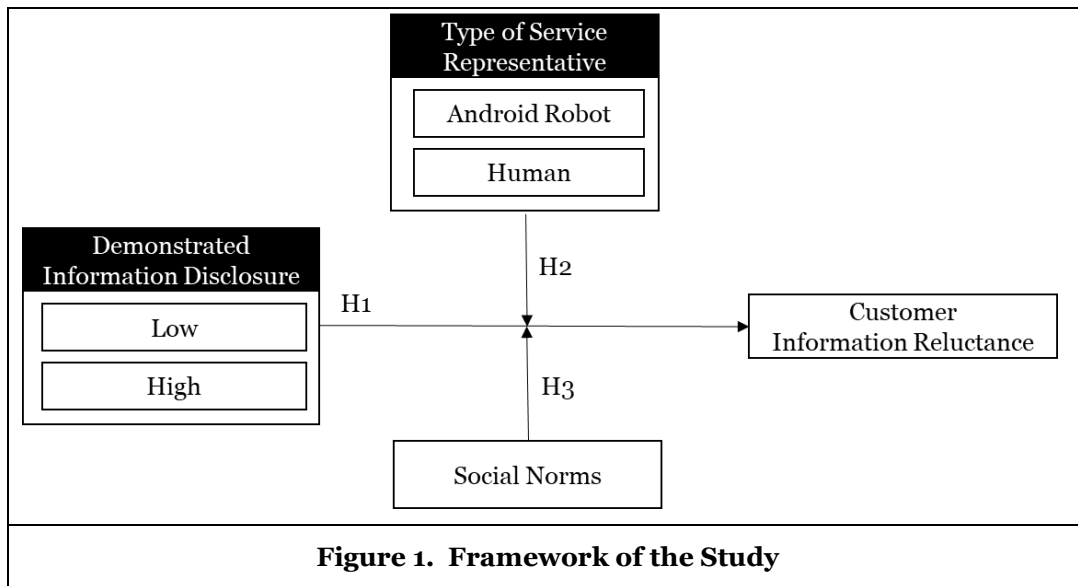 Type of Service
Representative
Android Robot
Human
Demonstrated
Information Disclosure
Low
High
H1
H2
H3
Customer
Information Reluctance
Social Norms
Figure 1. Framework of the Study